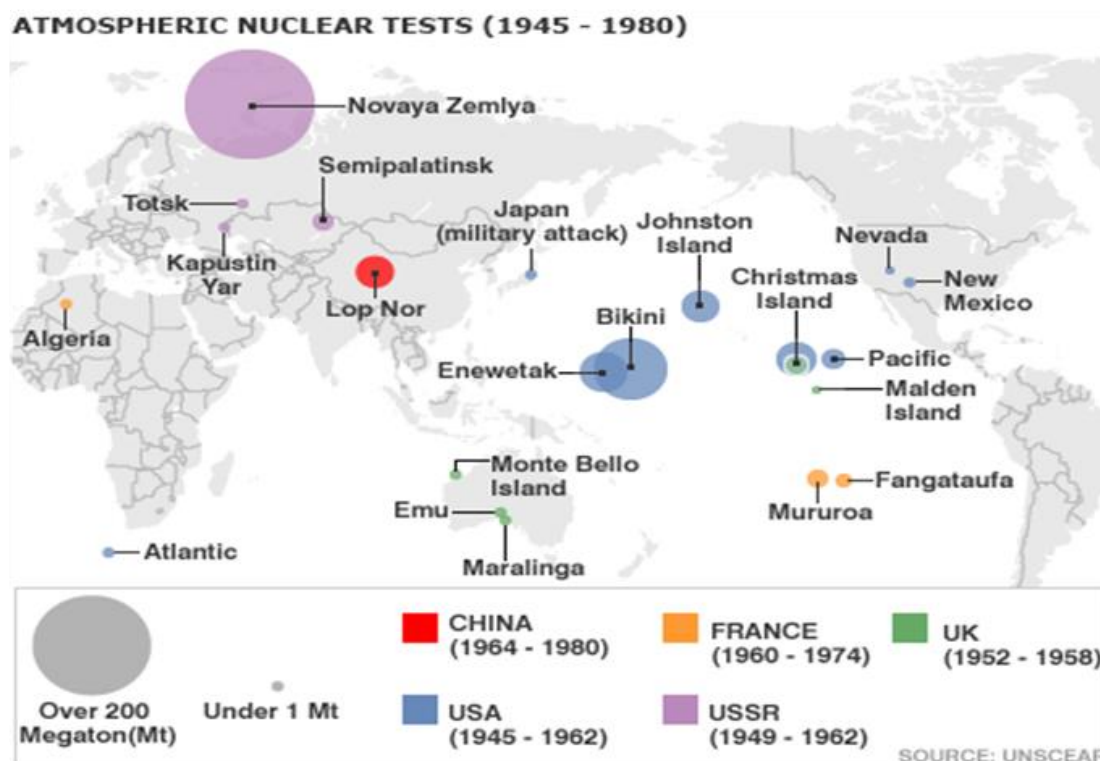 ATMOSPHERIC NUCLEAR TESTS (1945 - 1980)
Novaya Zemlya
Semipalatinsk
Totsk
Kapustin
Yar
Japan
(military attack)
Johnston
Island
Nevada
New
Mexico
Christmas
Island
Lop Nor
Algeria
Bikini
Enewetak
Pacific
Malden
Island
Monte Bello
Island
Emu
Maralinga
Fangataufa
Mururoa
Atlantic
Over 200
Megaton(Mt)
Under 1 Mt
CHINA
(1964 - 1980)
FRANCE
(1960 - 1974)
UK
(1952 - 1958)
USA
(1945 - 1962)
USSR
(1949 - 1962)
SOURCE: UNSCEAR